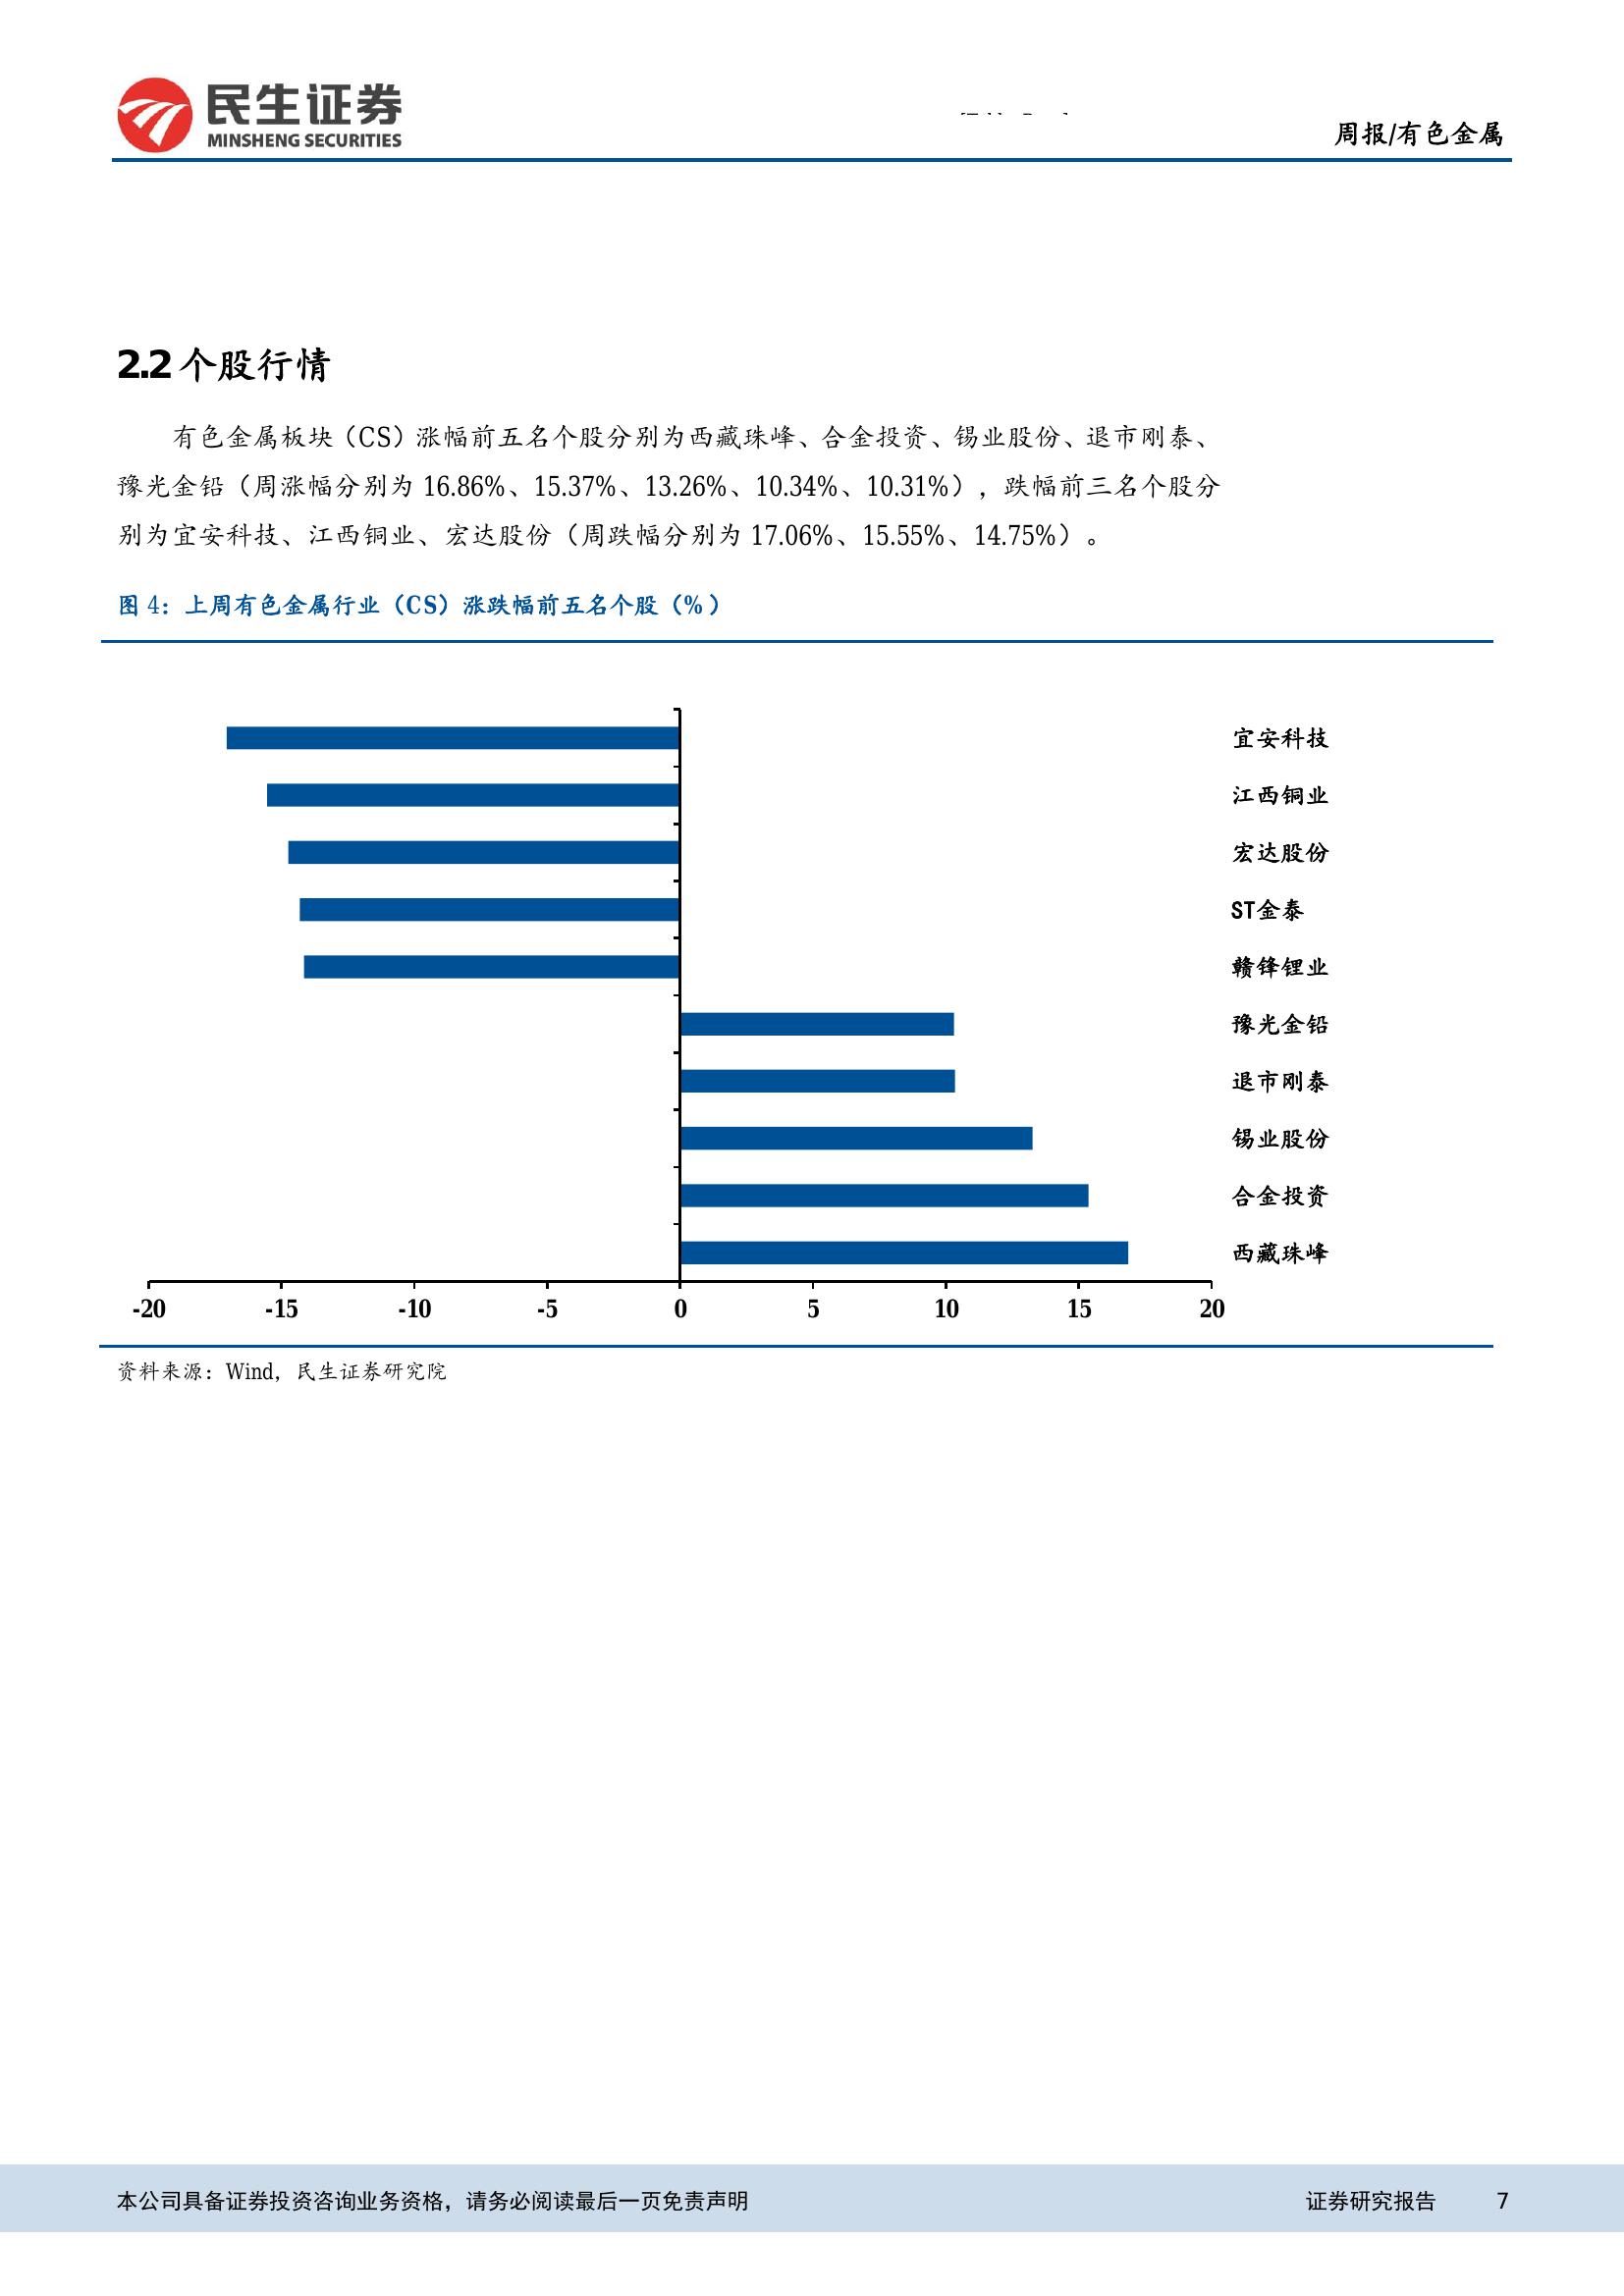 民生证券
MINSHENG SECURITIES
周报/有色金属
2.2 个股行情
有色金属板块（CS）涨幅前五名个股分别为西藏珠峰、合金投资、锡业股份、退市刚泰、
豫光金铅（周涨幅分别为 16.86%、15.37%、13.26%、10.34%、10.31%），跌幅前三名个股分
别为宜安科技、江西铜业、宏达股份（周跌幅分别为 17.06%、15.55%、14.75%）。
图 4：上周有色金属行业（CS）涨跌幅前五名个股（%）
宜安科技
江西铜业
宏达股份
ST金泰
赣锋锂业
豫光金铅
退市刚泰
锡业股份
合金投资
西藏珠峰
-20 -15 -10 -5 0 5 10 15 20
资料来源：Wind，民生证券研究院
本公司具备证券投资咨询业务资格，请务必阅读最后一页免责声明 证券研究报告 7